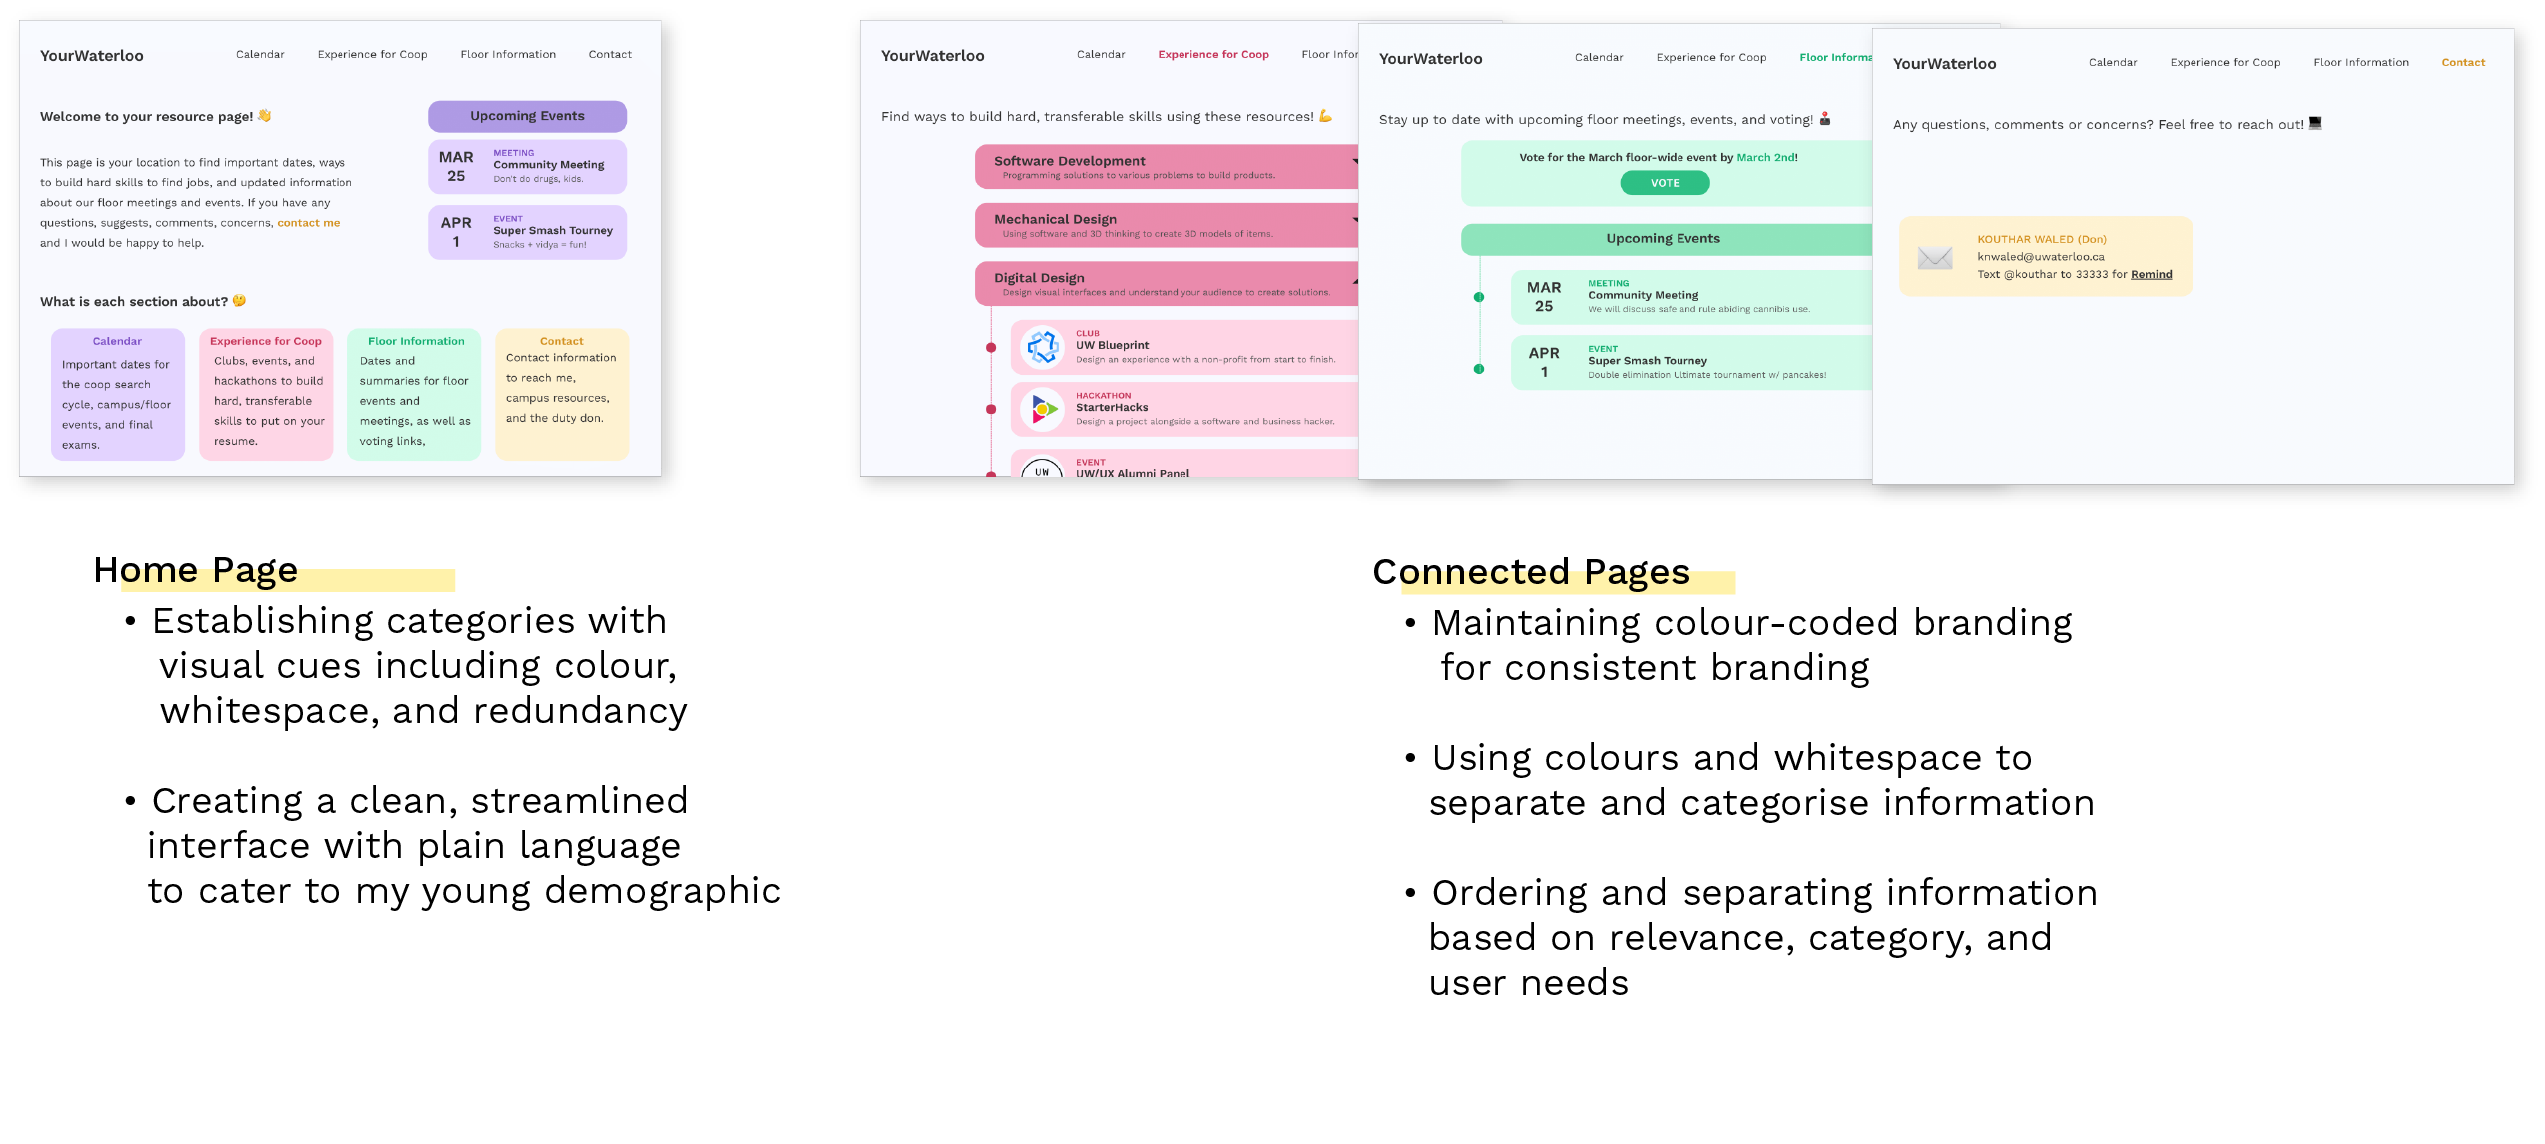 YourWaterloo
Calendar Experience for Coop Floor Information Contact
Welcome to your resource page! 👋
This page is your location to find important dates, ways
to build hard skills to find jobs, and updated information
about our floor meetings and events. If you have any
questions, suggests, comments, concerns, contact me
and I would be happy to help.
Upcoming Events
MAR
25
MEETING
Community Meeting
Don't do drugs, kids.
APR
1
EVENT
Super Smash Tourney
Snacks + vidya = fun!
What is each section about? 🤔
Calendar
Important dates for
the coop search
cycle, campus/floor
events, and final
exams.
Experience for Coop
Clubs, events, and
hackathons to build
hard, transferable
skills to put on your
resume.
Floor Information
Dates and
summaries for floor
events and
meetings, as well as
voting links,
Contact
Contact information
to reach me,
campus resources,
and the duty don.
YourWaterloo
Calendar Experience for Coop Floor Infor
Find ways to build hard, transferable skills using these resources! 💪
Software Development
Programming solutions to various problems to build products.
Mechanical Design
Using software and 3D thinking to create 3D models of items.
Digital Design
Design visual interfaces and understand your audience to create solutions.
CLUB
UW Blueprint
Design an experience with a non-profit from start to finish.
HACKATHON
StarterHacks
Design a project alongside a software and business hacker.
UW
EVENT
UW/UX Alumni Panel
YourWaterloo
Calendar Experience for Coop Floor Informa
Stay up to date with upcoming floor meetings, events, and voting! 🕹️
Vote for the March floor-wide event by March 2nd!
VOTE
Upcoming Events
MAR
25
MEETING
Community Meeting
We will discuss safe and rule abiding cannibis use.
APR
1
EVENT
Super Smash Tourney
Double elimination Ultimate tournament w/ pancakes!
YourWaterloo
Calendar Experience for Coop Floor Information Contact
Any questions, comments or concerns? Feel free to reach out! 💻
KOUTHAR WALED (Don)
knwaled@uwaterloo.ca
Text @kouthar to 33333 for Remind
Home Page
• Establishing categories with
visual cues including colour,
whitespace, and redundancy
• Creating a clean, streamlined
interface with plain language
to cater to my young demographic
Connected Pages
• Maintaining colour-coded branding
for consistent branding
• Using colours and whitespace to
separate and categorise information
• Ordering and separating information
based on relevance, category, and
user needs